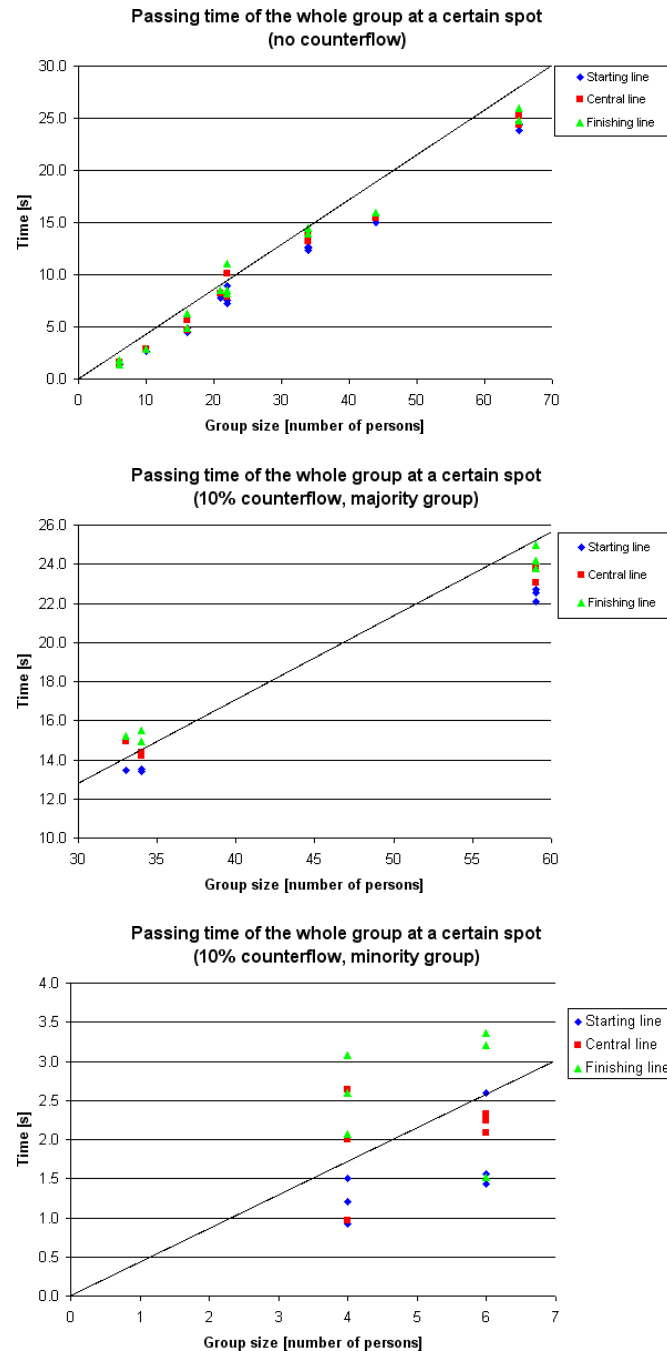 Passing time of the whole group at a certain spot
(no counterflow)
30.0
25.0
20.0
15.0
10.0
5.0
0.0
Time [s]
0 10 20 30 40 50 60 70
Group size [number of persons]
Starting line
Central line
Finishing line
Passing time of the whole group at a certain spot
(10% counterflow, majority group)
26.0
24.0
22.0
20.0
18.0
16.0
14.0
12.0
10.0
Time [s]
30 35 40 45 50 55 60
Group size [number of persons]
Starting line
Central line
Finishing line
Passing time of the whole group at a certain spot
(10% counterflow, minority group)
4.0
3.5
3.0
2.5
2.0
1.5
1.0
0.5
0.0
Time [s]
0 1 2 3 4 5 6 7
Group size [number of persons]
Starting line
Central line
Finishing line